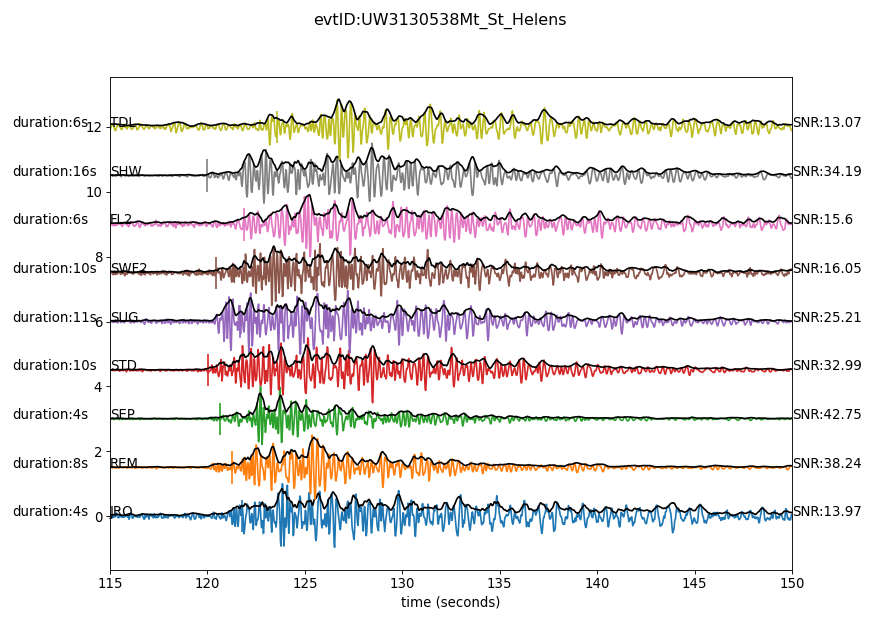 evtID:UW3130538Mt_St_Helens
duration:6s TDL SNR:13.07
12
duration:16s SHW SNR:34.19
10
duration:6s EL2 SNR:15.6
8
duration:10s SWF2 SNR:16.05
duration:11s SUG SNR:25.21
6
duration:10s STD SNR:32.99
4
duration:4s SEP SNR:42.75
2
duration:8s REM SNR:38.24
duration:4s JRO SNR:13.97
0
115 120 125 130 135 140 145 150
time (seconds)